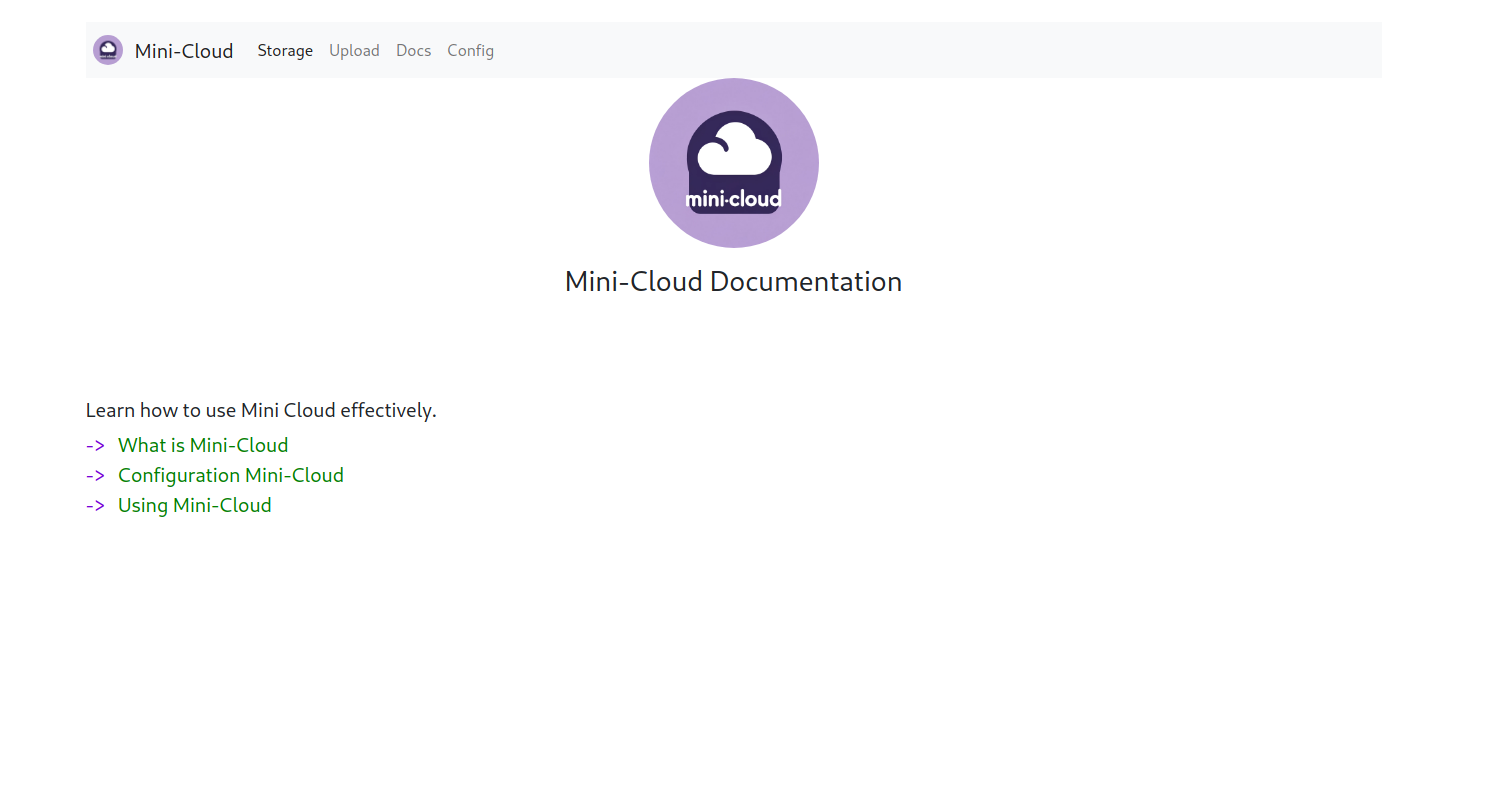 Mini-Cloud Storage Upload Docs Config
mini·cloud
Mini-Cloud Documentation
Learn how to use Mini Cloud effectively.
-> What is Mini-Cloud
-> Configuration Mini-Cloud
-> Using Mini-Cloud